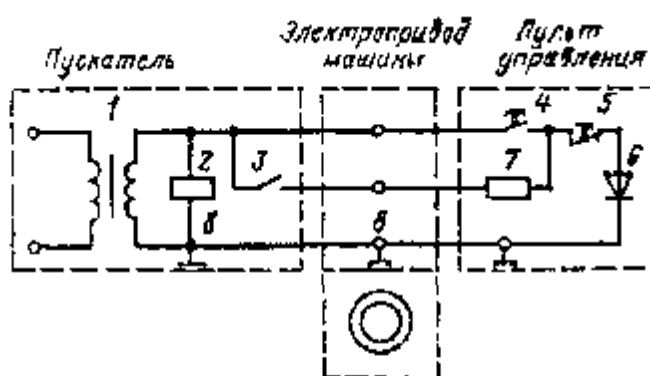 Электропривод
машины
Пульт
управления
Пускатель
1
4
5
2
3
7
6
8
8